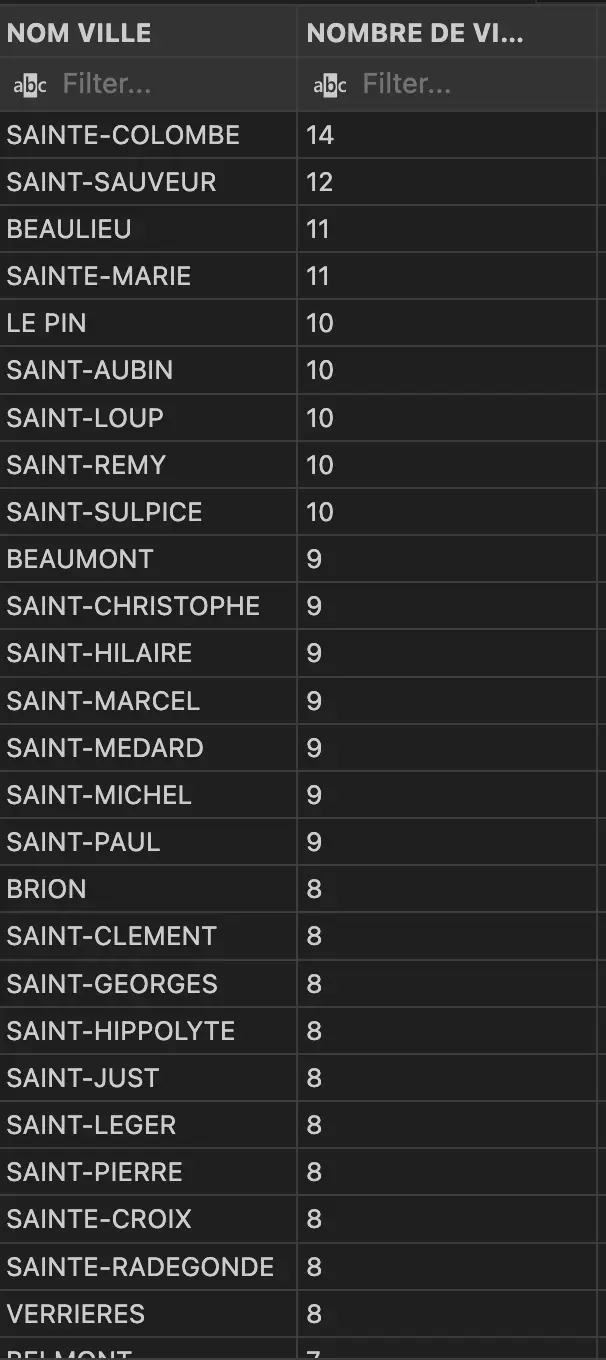 NOM VILLE NOMBRE DE VI...
abc Filter... abc Filter...
SAINTE-COLOMBE 14
SAINT-SAUVEUR 12
BEAULIEU 11
SAINTE-MARIE 11
LE PIN 10
SAINT-AUBIN 10
SAINT-LOUP 10
SAINT-REMY 10
SAINT-SULPICE 10
BEAUMONT 9
SAINT-CHRISTOPHE 9
SAINT-HILAIRE 9
SAINT-MARCEL 9
SAINT-MEDARD 9
SAINT-MICHEL 9
SAINT-PAUL 9
BRION 8
SAINT-CLEMENT 8
SAINT-GEORGES 8
SAINT-HIPPOLYTE 8
SAINT-JUST 8
SAINT-LEGER 8
SAINT-PIERRE 8
SAINTE-CROIX 8
SAINTE-RADEGONDE 8
VERRIERES 8
BELMONT 7